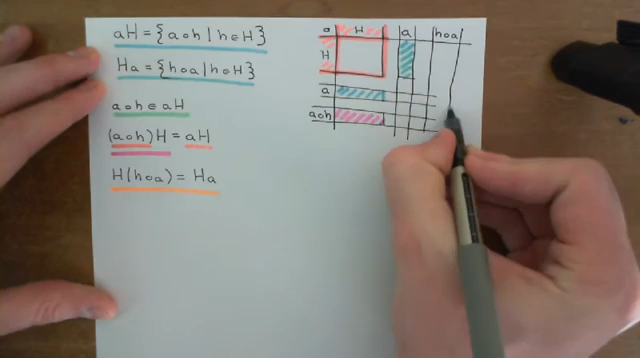 aH = {a∘h | h∈H}
Ha = {h∘a | h∈H}
a∘h ∈ aH
(a∘h)H = aH
H(h∘a) = Ha
∘ H a h∘a
H
a
a∘h